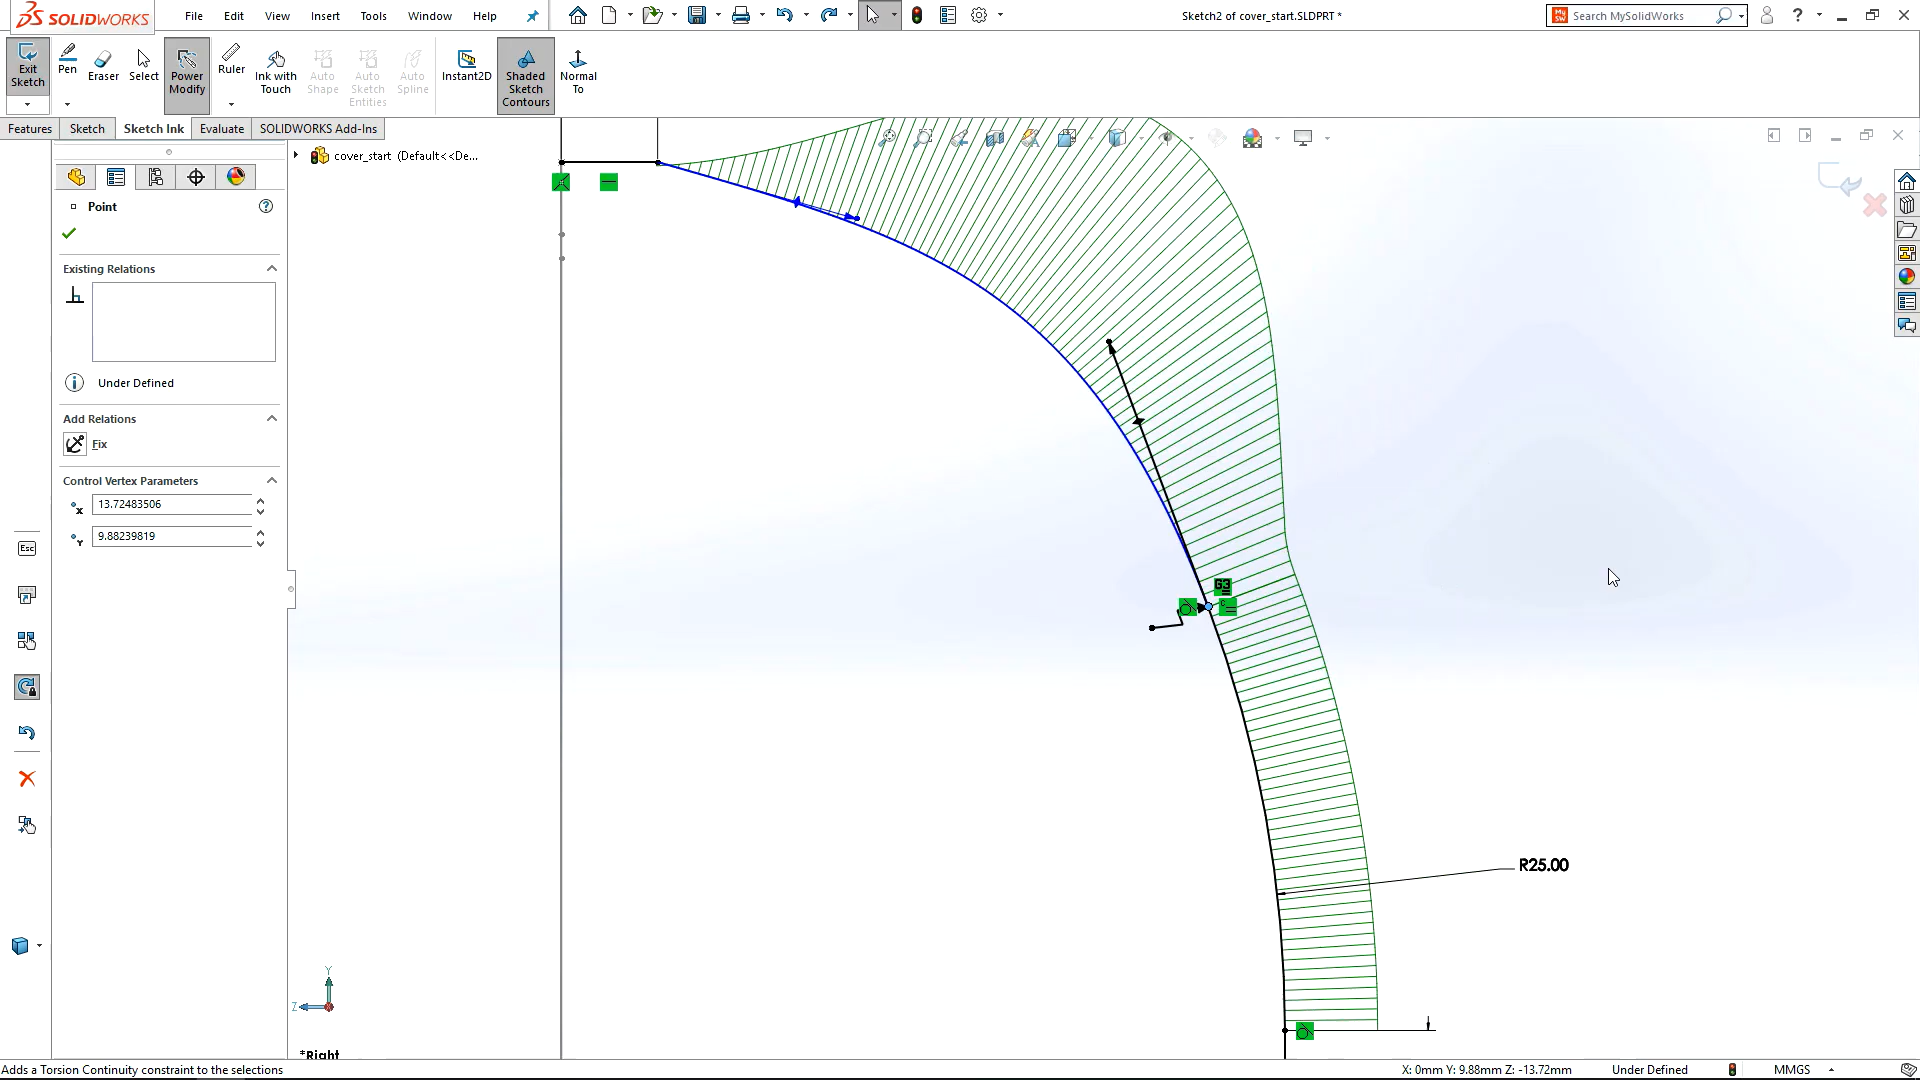 SOLIDWORKS
File Edit View Insert Tools Window Help
Sketch2 of cover_start.SLDPRT *
Search MySolidWorks
?
Exit Sketch
Pen
Eraser
Select
Power Modify
Ruler
Ink with Touch
Auto Shape
Auto Sketch Entities
Auto Spline
Instant2D
Shaded Sketch Contours
Normal To
Features Sketch Sketch Ink Evaluate SOLIDWORKS Add-Ins
cover_start (Default<<De...
Point
Existing Relations
Under Defined
Add Relations
Fix
Control Vertex Parameters
x 13.72483506
Y 9.88239819
Esc
G3
R25.00
Y
Z
*Right
Adds a Torsion Continuity constraint to the selections
X: 0mm Y: 9.88mm Z: -13.72mm Under Defined MMGS